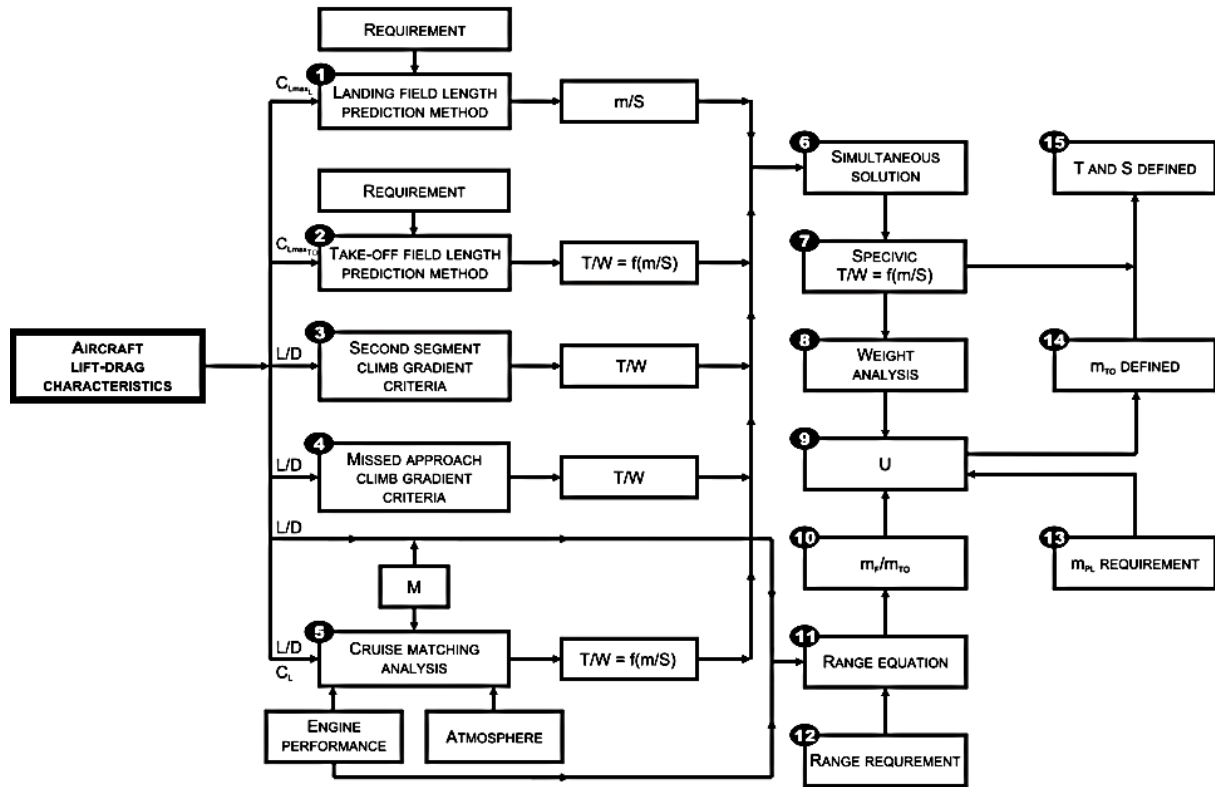 REQUIREMENT
1
CLmaxL
LANDING FIELD LENGTH
PREDICTION METHOD
m/S
REQUIREMENT
2
CLmaxTO
TAKE-OFF FIELD LENGTH
PREDICTION METHOD
T/W = f(m/S)
AIRCRAFT
LIFT-DRAG
CHARACTERISTICS
3
L/D
SECOND SEGMENT
CLIMB GRADIENT
CRITERIA
T/W
4
L/D
MISSED APPROACH
CLIMB GRADIENT
CRITERIA
T/W
L/D
M
5
L/D
CL
CRUISE MATCHING
ANALYSIS
T/W = f(m/S)
ENGINE
PERFORMANCE
ATMOSPHERE
6
SIMULTANEOUS
SOLUTION
7
SPECIVIC
T/W = f(m/S)
8
WEIGHT
ANALYSIS
9
U
10
mF/mTO
11
RANGE EQUATION
12
RANGE REQUREMENT
15
T AND S DEFINED
14
mTO DEFINED
13
mPL REQUIREMENT